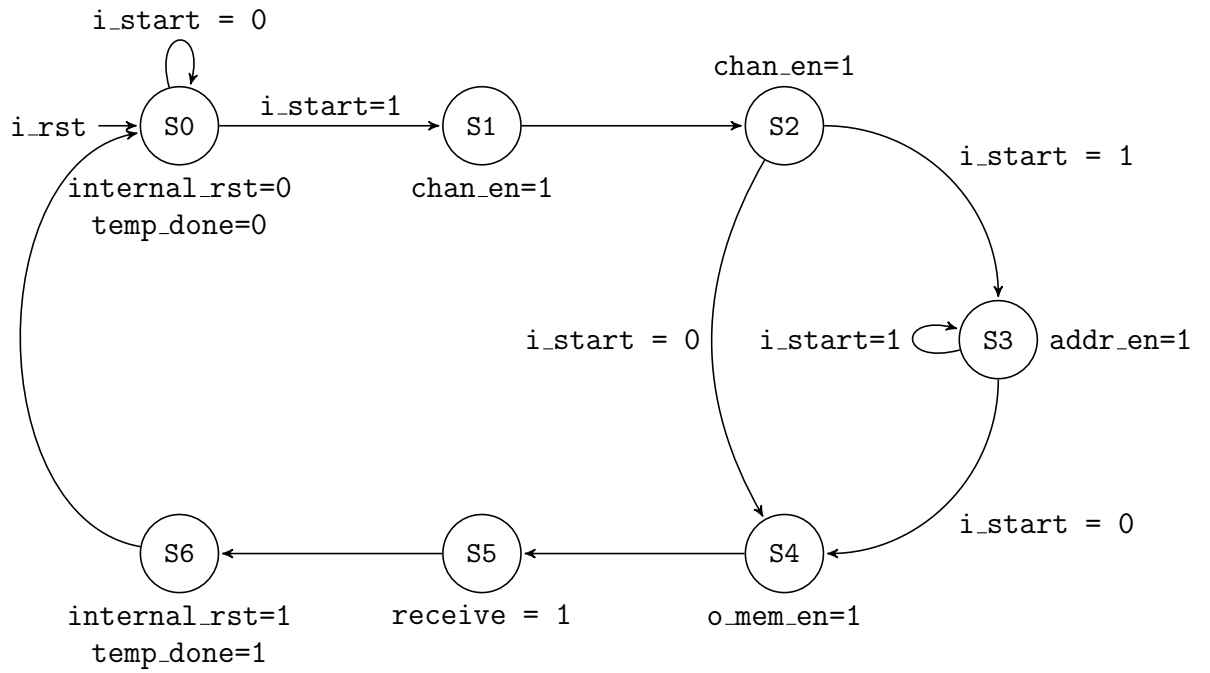 i_start = 0
i_rst
S0
i_start=1
S1
chan_en=1
S2
i_start = 1
internal_rst=0
temp_done=0
chan_en=1
i_start = 0
i_start=1
S3
addr_en=1
S6
S5
S4
i_start = 0
internal_rst=1
temp_done=1
receive = 1
o_mem_en=1